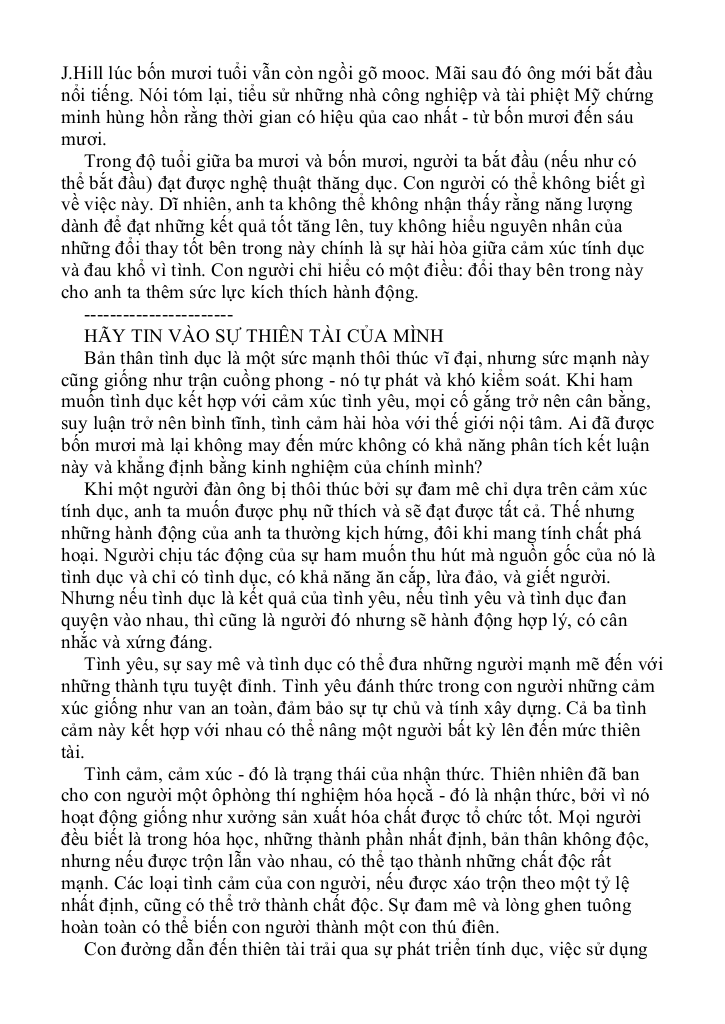 J.Hill lúc bốn mươi tuổi vẫn còn ngồi gõ mooc. Mãi sau đó ông mới bắt đầu
nổi tiếng. Nói tóm lại, tiểu sử những nhà công nghiệp và tài phiệt Mỹ chứng
minh hùng hồn rằng thời gian có hiệu qủa cao nhất - từ bốn mươi đến sáu
mươi.
Trong độ tuổi giữa ba mươi và bốn mươi, người ta bắt đầu (nếu như có
thể bắt đầu) đạt được nghệ thuật thăng dục. Con người có thể không biết gì
về việc này. Dĩ nhiên, anh ta không thể không nhận thấy rằng năng lượng
dành để đạt những kết quả tốt tăng lên, tuy không hiểu nguyên nhân của
những đổi thay tốt bên trong này chính là sự hài hòa giữa cảm xúc tính dục
và đau khổ vì tình. Con người chỉ hiểu có một điều: đổi thay bên trong này
cho anh ta thêm sức lực kích thích hành động.
-----------------------
HÃY TIN VÀO SỰ THIÊN TÀI CỦA MÌNH
Bản thân tình dục là một sức mạnh thôi thúc vĩ đại, nhưng sức mạnh này
cũng giống như trận cuồng phong - nó tự phát và khó kiểm soát. Khi ham
muốn tình dục kết hợp với cảm xúc tình yêu, mọi cố gắng trở nên cân bằng,
suy luận trở nên bình tĩnh, tình cảm hài hòa với thế giới nội tâm. Ai đã được
bốn mươi mà lại không may đến mức không có khả năng phân tích kết luận
này và khẳng định bằng kinh nghiệm của chính mình?
Khi một người đàn ông bị thôi thúc bởi sự đam mê chỉ dựa trên cảm xúc
tính dục, anh ta muốn được phụ nữ thích và sẽ đạt được tất cả. Thế nhưng
những hành động của anh ta thường kịch hứng, đôi khi mang tính chất phá
hoại. Người chịu tác động của sự ham muốn thu hút mà nguồn gốc của nó là
tình dục và chỉ có tình dục, có khả năng ăn cắp, lừa đảo, và giết người.
Nhưng nếu tình dục là kết quả của tình yêu, nếu tình yêu và tình dục đan
quyện vào nhau, thì cũng là người đó nhưng sẽ hành động hợp lý, có cân
nhắc và xứng đáng.
Tình yêu, sự say mê và tình dục có thể đưa những người mạnh mẽ đến với
những thành tựu tuyệt đỉnh. Tình yêu đánh thức trong con người những cảm
xúc giống như van an toàn, đảm bảo sự tự chủ và tính xây dựng. Cả ba tình
cảm này kết hợp với nhau có thể nâng một người bất kỳ lên đến mức thiên
tài.
Tình cảm, cảm xúc - đó là trạng thái của nhận thức. Thiên nhiên đã ban
cho con người một ôphòng thí nghiệm hóa họcằ - đó là nhận thức, bởi vì nó
hoạt động giống như xưởng sản xuất hóa chất được tổ chức tốt. Mọi người
đều biết là trong hóa học, những thành phần nhất định, bản thân không độc,
nhưng nếu được trộn lẫn vào nhau, có thể tạo thành những chất độc rất
mạnh. Các loại tình cảm của con người, nếu được xáo trộn theo một tỷ lệ
nhất định, cũng có thể trở thành chất độc. Sự đam mê và lòng ghen tuông
hoàn toàn có thể biến con người thành một con thú điên.
Con đường dẫn đến thiên tài trải qua sự phát triển tính dục, việc sử dụng